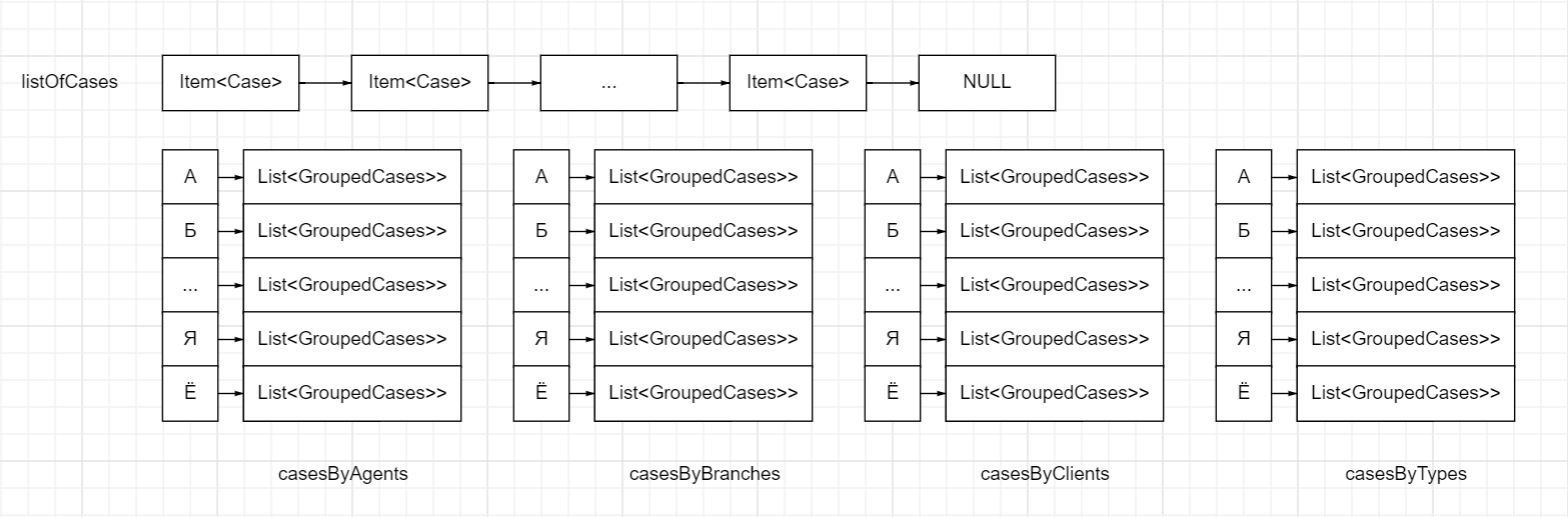 listOfCases Item<Case> Item<Case> ... Item<Case> NULL
А List<GroupedCases>> А List<GroupedCases>> А List<GroupedCases>> А List<GroupedCases>>
Б List<GroupedCases>> Б List<GroupedCases>> Б List<GroupedCases>> Б List<GroupedCases>>
... List<GroupedCases>> ... List<GroupedCases>> ... List<GroupedCases>> ... List<GroupedCases>>
Я List<GroupedCases>> Я List<GroupedCases>> Я List<GroupedCases>> Я List<GroupedCases>>
Ё List<GroupedCases>> Ё List<GroupedCases>> Ё List<GroupedCases>> Ё List<GroupedCases>>
casesByAgents casesByBranches casesByClients casesByTypes